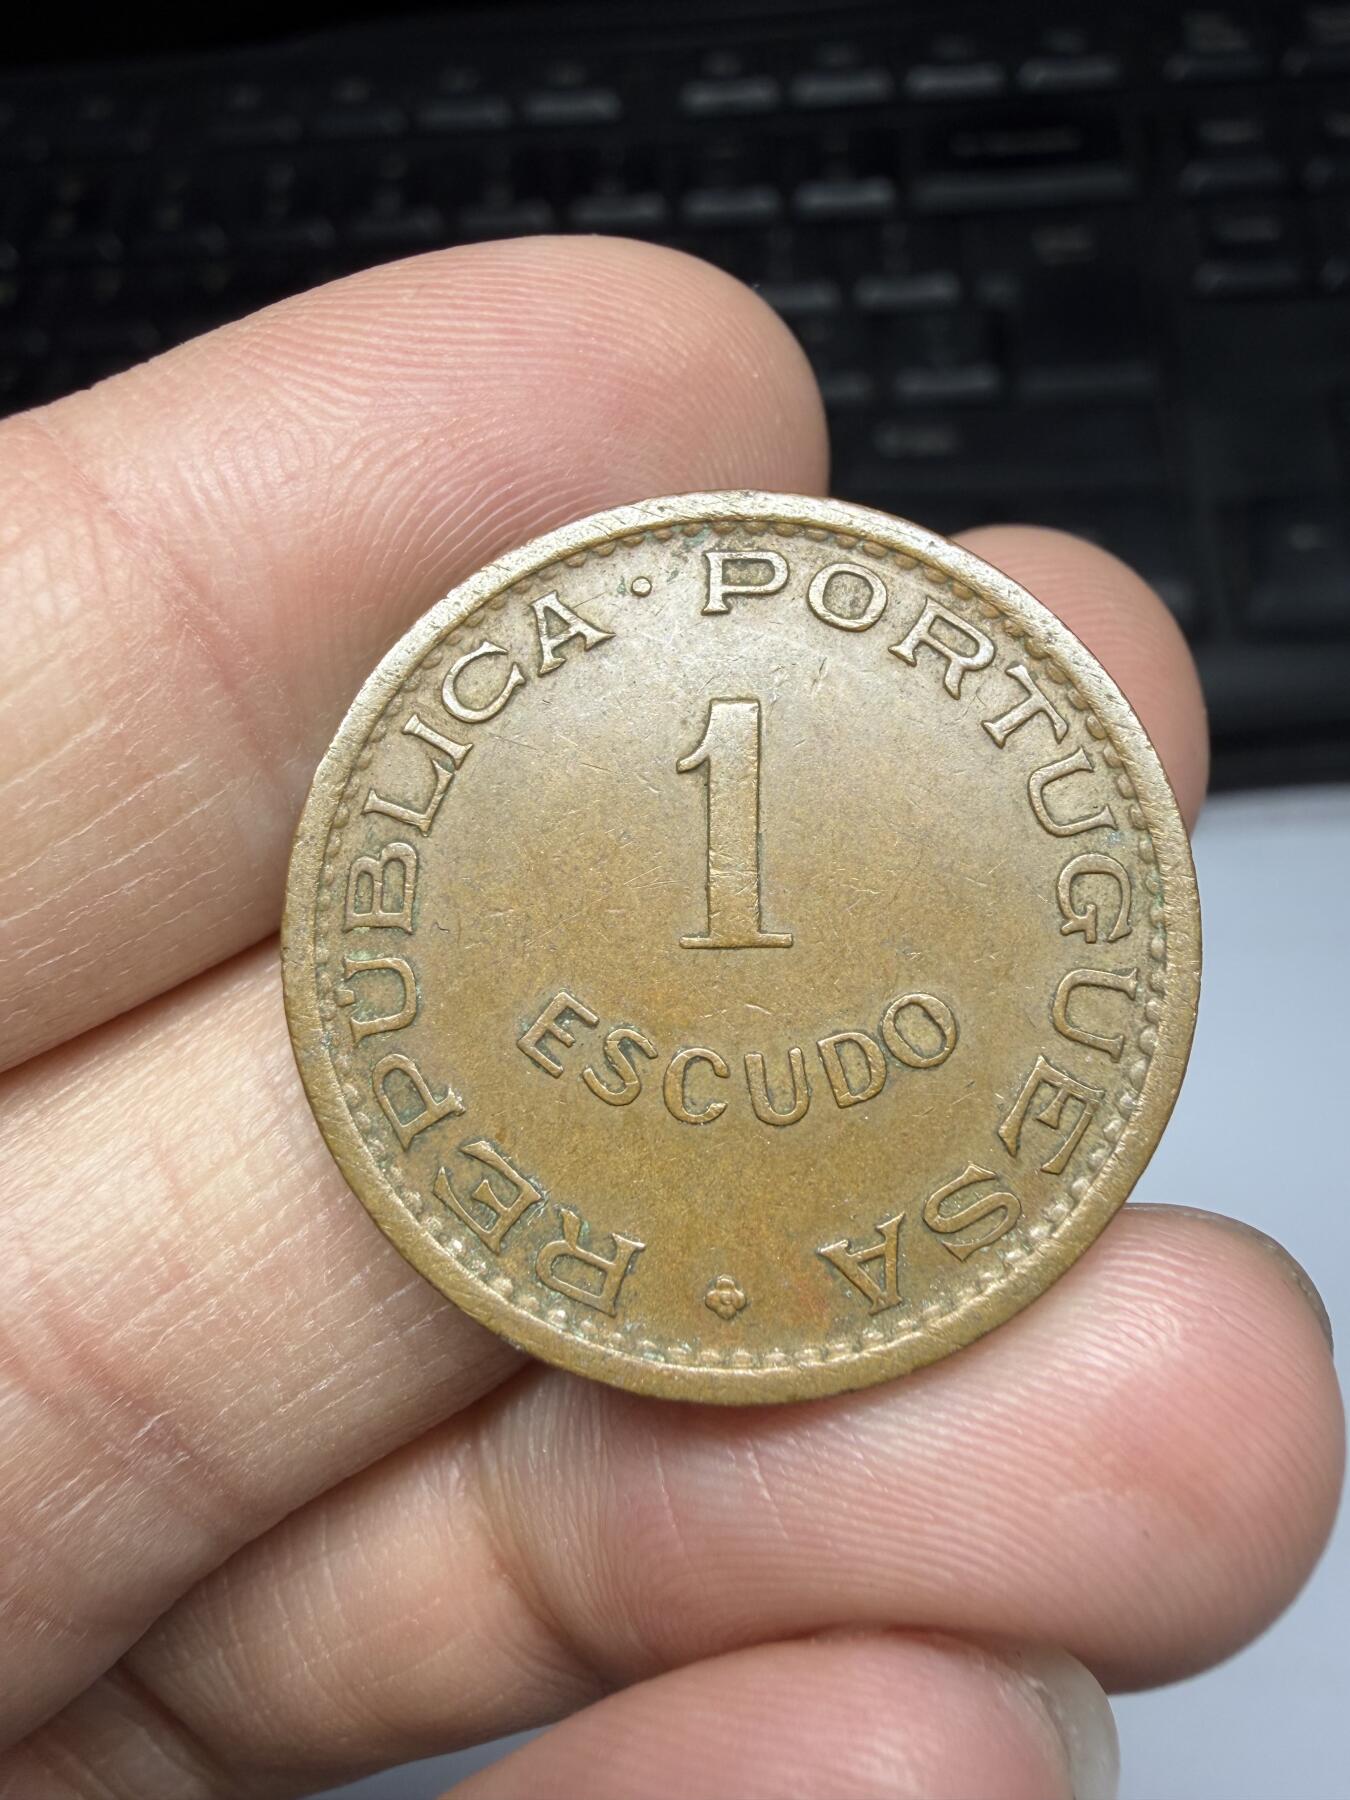 REPÚBLICA · PORTUGUESA
1
ESCUDO